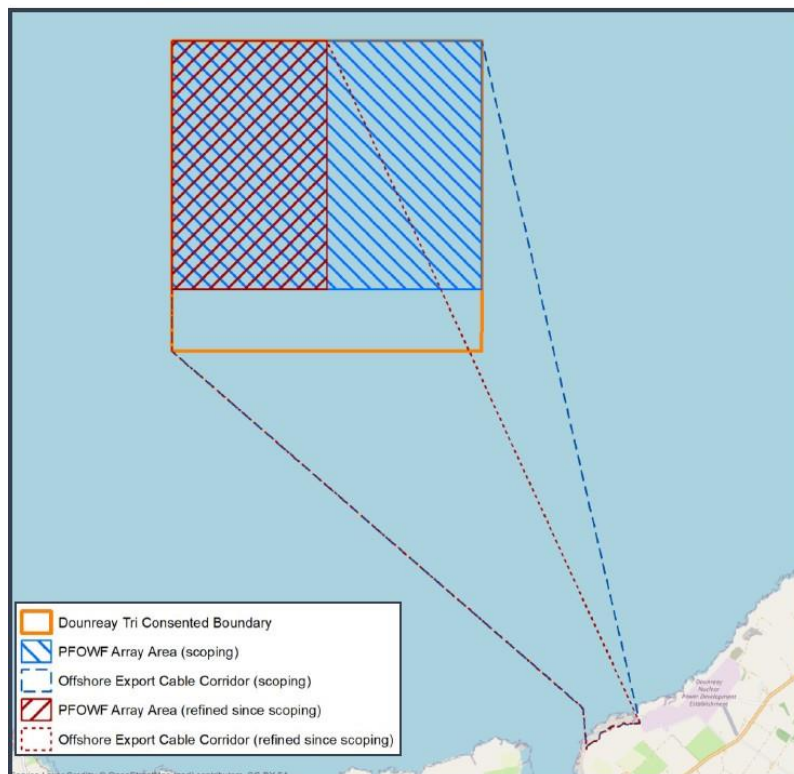 Dounreay
Nuclear
Power Development
Establishment
Dounreay Tri Consented Boundary
PFOWF Array Area (scoping)
Offshore Export Cable Corridor (scoping)
PFOWF Array Area (refined since scoping)
Offshore Export Cable Corridor (refined since scoping)